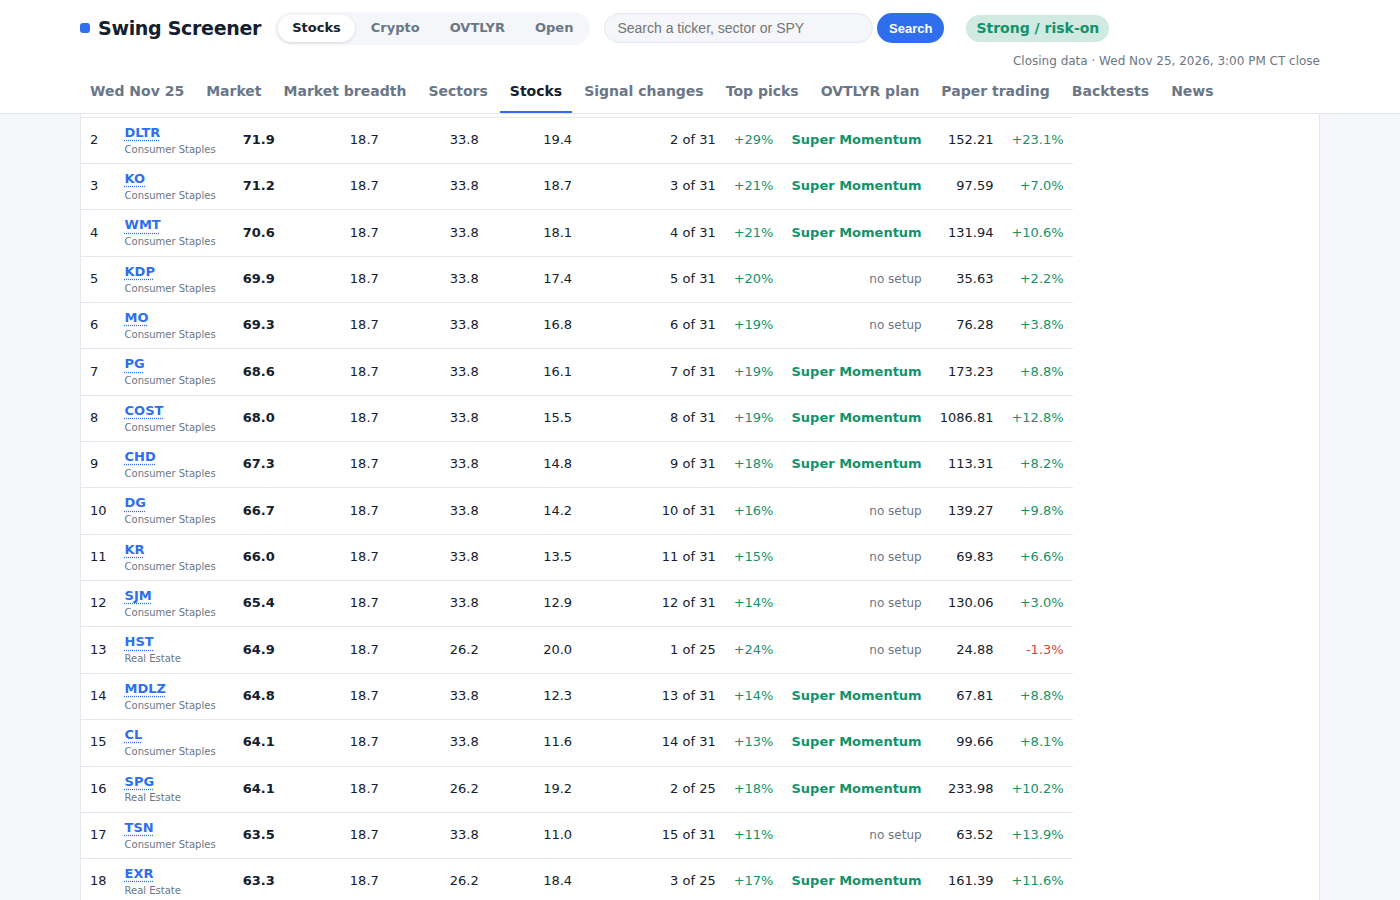 Swing Screener Stocks Crypto OVTLYR Open Search a ticker, sector or SPY Search Strong / risk-on
Closing data · Wed Nov 25, 2026, 3:00 PM CT close
Wed Nov 25 Market Market breadth Sectors Stocks Signal changes Top picks OVTLYR plan Paper trading Backtests News
2 DLTR 71.9 18.7 33.8 19.4 2 of 31 +29% Super Momentum 152.21 +23.1%
Consumer Staples
3 KO 71.2 18.7 33.8 18.7 3 of 31 +21% Super Momentum 97.59 +7.0%
Consumer Staples
4 WMT 70.6 18.7 33.8 18.1 4 of 31 +21% Super Momentum 131.94 +10.6%
Consumer Staples
5 KDP 69.9 18.7 33.8 17.4 5 of 31 +20% no setup 35.63 +2.2%
Consumer Staples
6 MO 69.3 18.7 33.8 16.8 6 of 31 +19% no setup 76.28 +3.8%
Consumer Staples
7 PG 68.6 18.7 33.8 16.1 7 of 31 +19% Super Momentum 173.23 +8.8%
Consumer Staples
8 COST 68.0 18.7 33.8 15.5 8 of 31 +19% Super Momentum 1086.81 +12.8%
Consumer Staples
9 CHD 67.3 18.7 33.8 14.8 9 of 31 +18% Super Momentum 113.31 +8.2%
Consumer Staples
10 DG 66.7 18.7 33.8 14.2 10 of 31 +16% no setup 139.27 +9.8%
Consumer Staples
11 KR 66.0 18.7 33.8 13.5 11 of 31 +15% no setup 69.83 +6.6%
Consumer Staples
12 SJM 65.4 18.7 33.8 12.9 12 of 31 +14% no setup 130.06 +3.0%
Consumer Staples
13 HST 64.9 18.7 26.2 20.0 1 of 25 +24% no setup 24.88 -1.3%
Real Estate
14 MDLZ 64.8 18.7 33.8 12.3 13 of 31 +14% Super Momentum 67.81 +8.8%
Consumer Staples
15 CL 64.1 18.7 33.8 11.6 14 of 31 +13% Super Momentum 99.66 +8.1%
Consumer Staples
16 SPG 64.1 18.7 26.2 19.2 2 of 25 +18% Super Momentum 233.98 +10.2%
Real Estate
17 TSN 63.5 18.7 33.8 11.0 15 of 31 +11% no setup 63.52 +13.9%
Consumer Staples
18 EXR 63.3 18.7 26.2 18.4 3 of 25 +17% Super Momentum 161.39 +11.6%
Real Estate